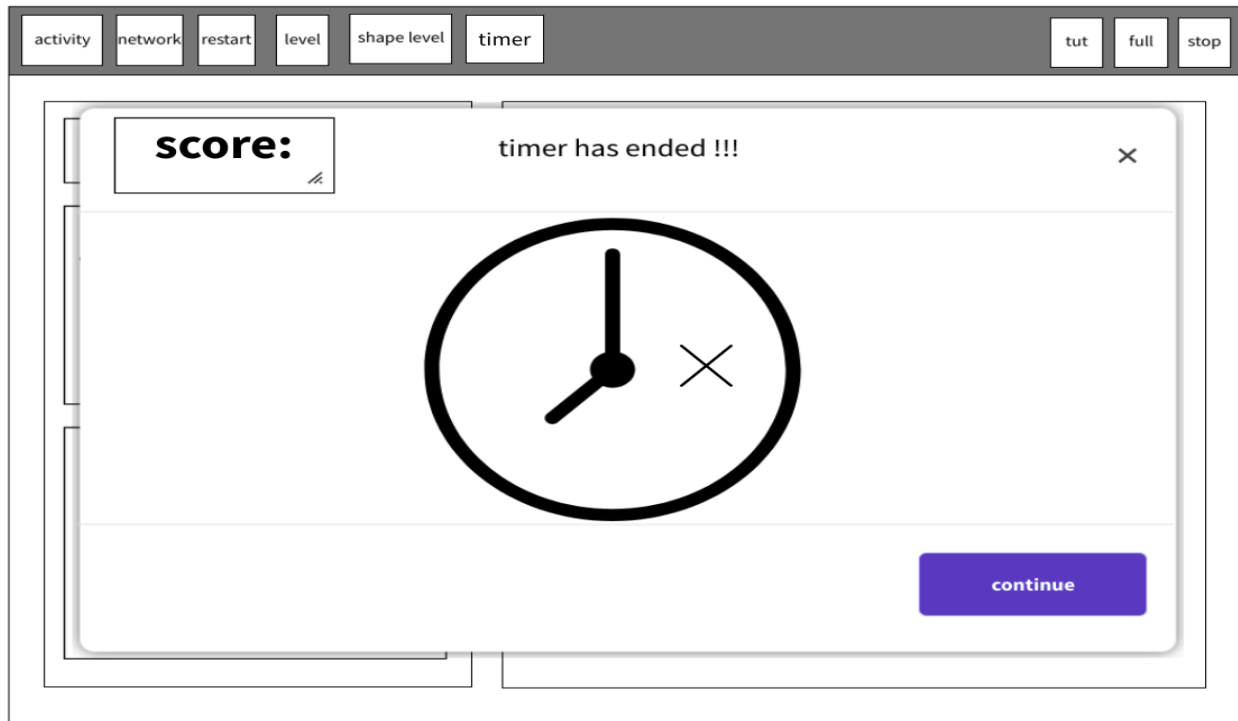 activity network restart level shape level timer tut full stop
score:
timer has ended !!!
continue